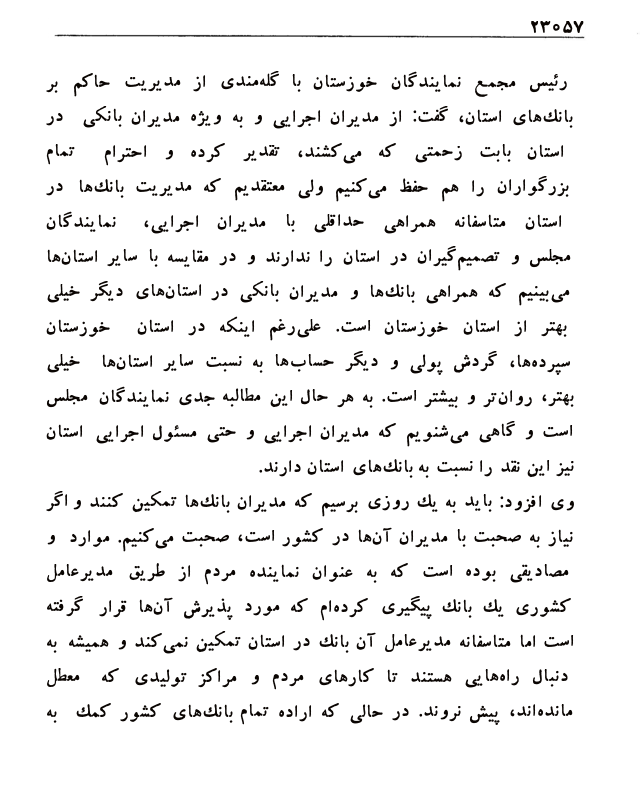 ۲۳۰۵۷
رئیس مجمع نمایندگان خوزستان با گله‌مندی از مدیریت حاکم بر
بانك‌های استان، گفت: از مدیران اجرایی و به ویژه مدیران بانکی در
استان بابت زحمتی که می‌کشند، تقدیر کرده و احترام تمام
بزرگواران را هم حفظ می‌کنیم ولی معتقدیم که مدیریت بانك‌ها در
استان متاسفانه همراهی حداقلی با مدیران اجرایی، نمایندگان
مجلس و تصمیم‌گیران در استان را ندارند و در مقایسه با سایر استان‌ها
می‌بینیم که همراهی بانك‌ها و مدیران بانکی در استان‌های دیگر خیلی
بهتر از استان خوزستان است. علی‌رغم اینکه در استان خوزستان
سپرده‌ها، گردش پولی و دیگر حساب‌ها به نسبت سایر استان‌ها خیلی
بهتر، روان‌تر و بیشتر است. به هر حال این مطالبه جدی نمایندگان مجلس
است و گاهی می‌شنویم که مدیران اجرایی و حتی مسئول اجرایی استان
نیز این نقد را نسبت به بانك‌های استان دارند.
وی افزود: باید به یك روزی برسیم که مدیران بانك‌ها تمکین کنند و اگر
نیاز به صحبت با مدیران آن‌ها در کشور است، صحبت می‌کنیم. موارد و
مصادیقی بوده است که به عنوان نماینده مردم از طریق مدیرعامل
کشوری یك بانك پیگیری کرده‌ام که مورد پذیرش آن‌ها قرار گرفته
است اما متاسفانه مدیرعامل آن بانك در استان تمکین نمی‌کند و همیشه به
دنبال راه‌هایی هستند تا کارهای مردم و مراکز تولیدی که معطل
مانده‌اند، پیش نروند. در حالی که اراده تمام بانك‌های کشور کمك به